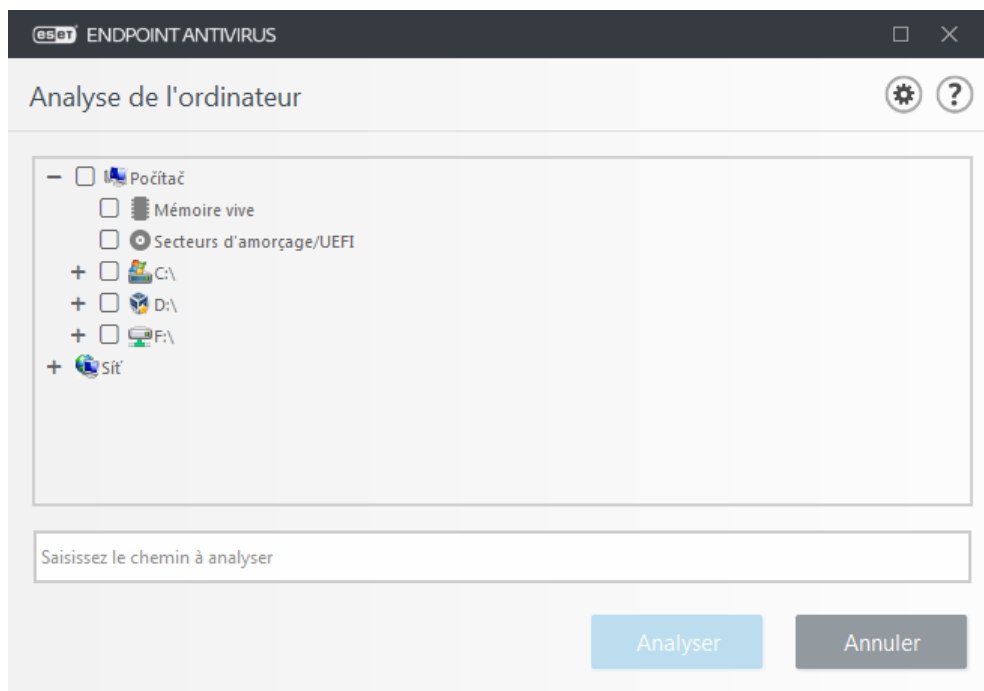 eset ENDPOINT ANTIVIRUS
Analyse de l'ordinateur
Počítač
Mémoire vive
Secteurs d'amorçage/UEFI
C:\
D:\
F:\
Síť
Saisissez le chemin à analyser
Analyser Annuler